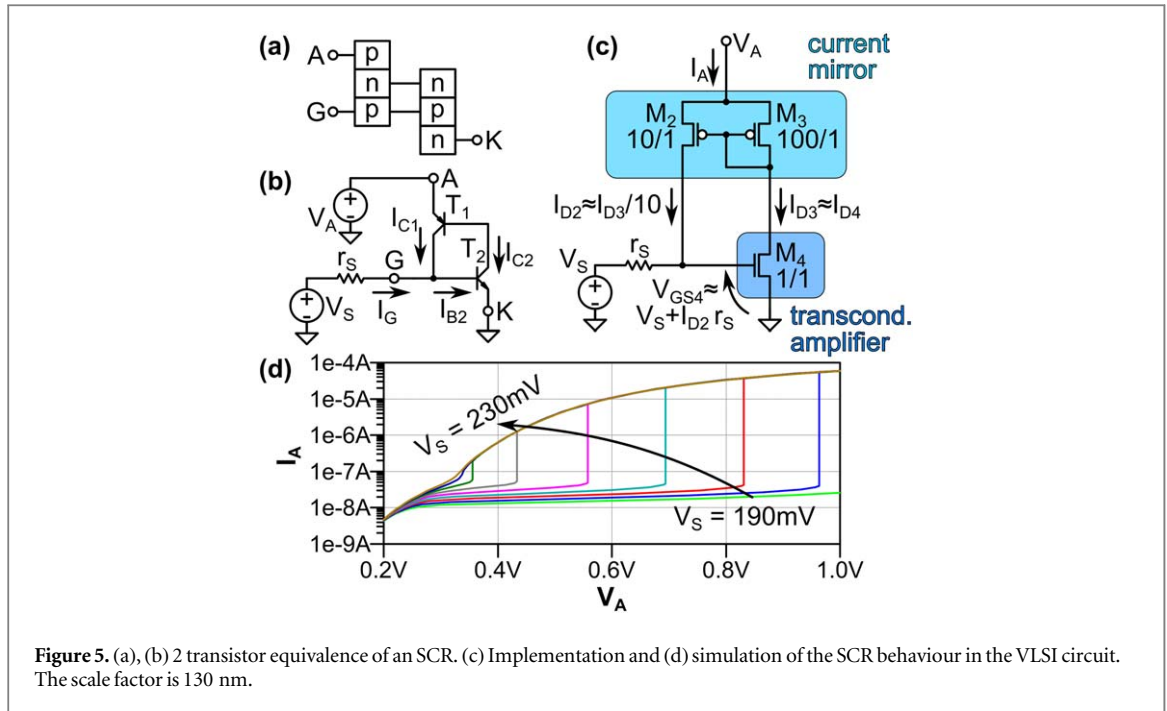 (a)
A
p
n
n
G
p
p
n
K
(b)
A
V_A
+
-
T_1
I_C1
T_2
I_C2
r_S
G
V_S
+
-
I_G
I_B2
K
(c)
V_A
I_A
current
mirror
M_2
10/1
M_3
100/1
I_D2≈I_D3/10
I_D3≈I_D4
V_S
r_S
+
-
M_4
1/1
V_GS4≈
V_S+I_D2 r_S
transcond.
amplifier
(d)
1e-4A
1e-5A
1e-6A
1e-7A
1e-8A
1e-9A
I_A
V_S = 230mV
V_S = 190mV
0.2V 0.4V 0.6V 0.8V 1.0V
V_A
Figure 5. (a), (b) 2 transistor equivalence of an SCR. (c) Implementation and (d) simulation of the SCR behaviour in the VLSI circuit.
The scale factor is 130 nm.